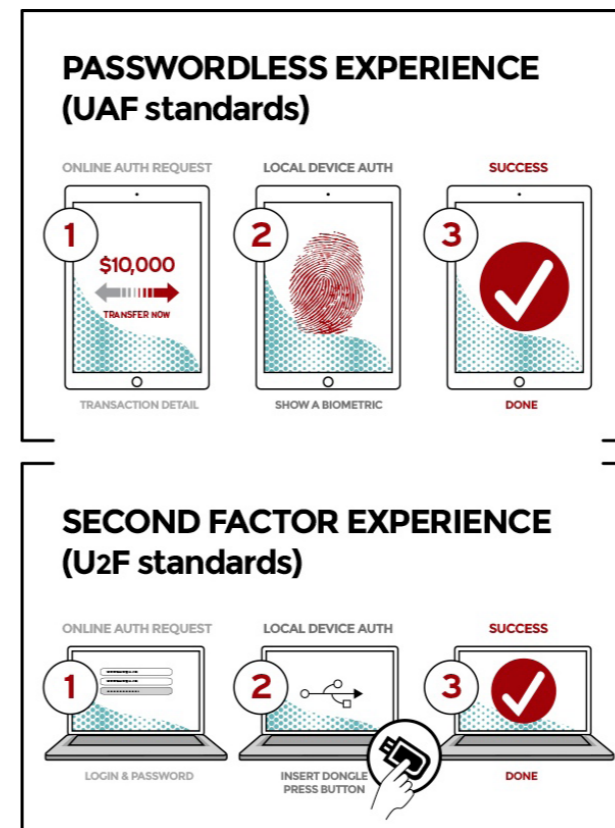 PASSWORDLESS EXPERIENCE
(UAF standards)
ONLINE AUTH REQUEST
LOCAL DEVICE AUTH
SUCCESS
1
2
3
$10,000
TRANSFER NOW
TRANSACTION DETAIL
SHOW A BIOMETRIC
DONE
SECOND FACTOR EXPERIENCE
(U2F standards)
ONLINE AUTH REQUEST
LOCAL DEVICE AUTH
SUCCESS
1
2
3
LOGIN & PASSWORD
INSERT DONGLE
PRESS BUTTON
DONE